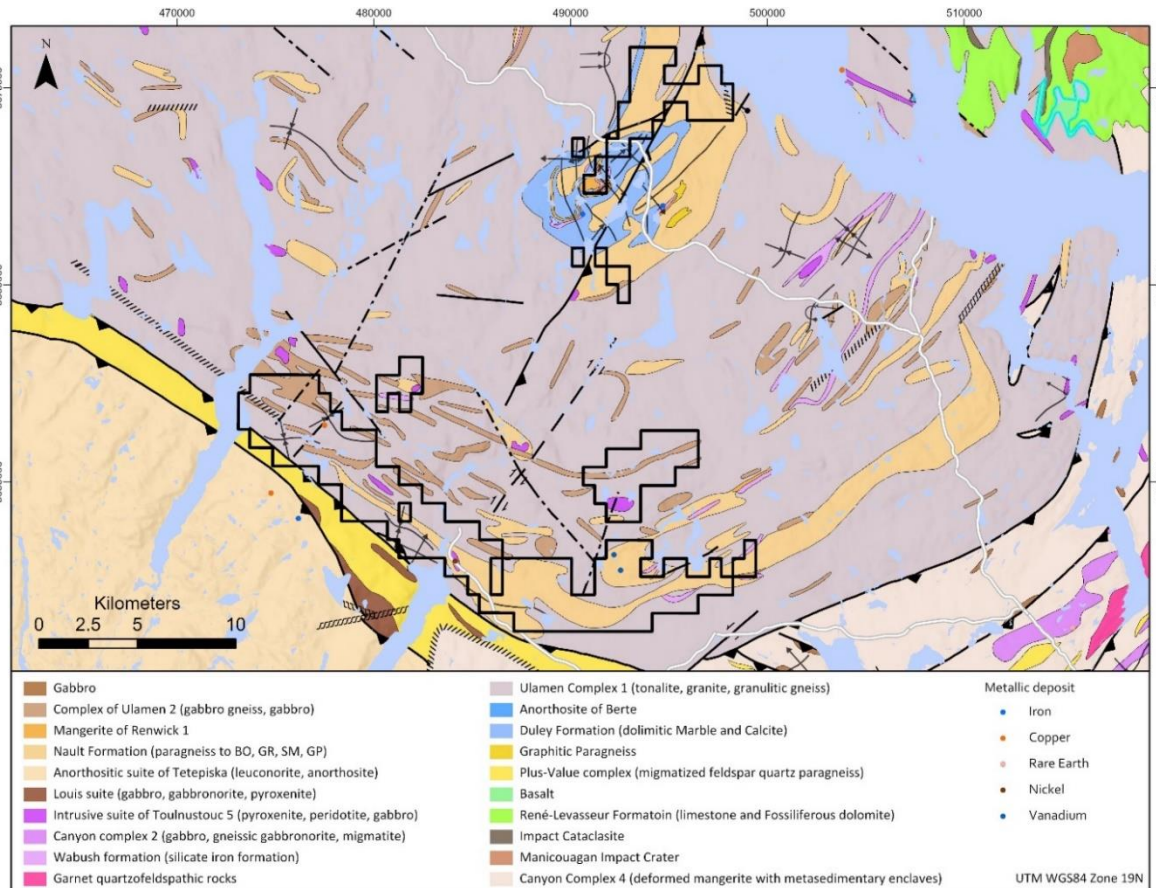 470000 480000 490000 500000 510000
N
Kilometers
0 2.5 5 10
Gabbro
Complex of Ulamen 2 (gabbro gneiss, gabbro)
Mangerite of Renwick 1
Nault Formation (paragneiss to BO, GR, SM, GP)
Anorthositic suite of Tetepiska (leuconorite, anorthosite)
Louis suite (gabbro, gabbronorite, pyroxenite)
Intrusive suite of Toulnustouc 5 (pyroxenite, peridotite, gabbro)
Canyon complex 2 (gabbro, gneissic gabbronorite, migmatite)
Wabush formation (silicate iron formation)
Garnet quartzofeldspathic rocks
Ulamen Complex 1 (tonalite, granite, granulitic gneiss)
Anorthosite of Berte
Duley Formation (dolimitic Marble and Calcite)
Graphitic Paragneiss
Plus-Value complex (migmatized feldspar quartz paragneiss)
Basalt
René-Levasseur Formatoin (limestone and Fossiliferous dolomite)
Impact Cataclasite
Manicouagan Impact Crater
Canyon Complex 4 (deformed mangerite with metasedimentary enclaves)
Metallic deposit
Iron
Copper
Rare Earth
Nickel
Vanadium
UTM WGS84 Zone 19N